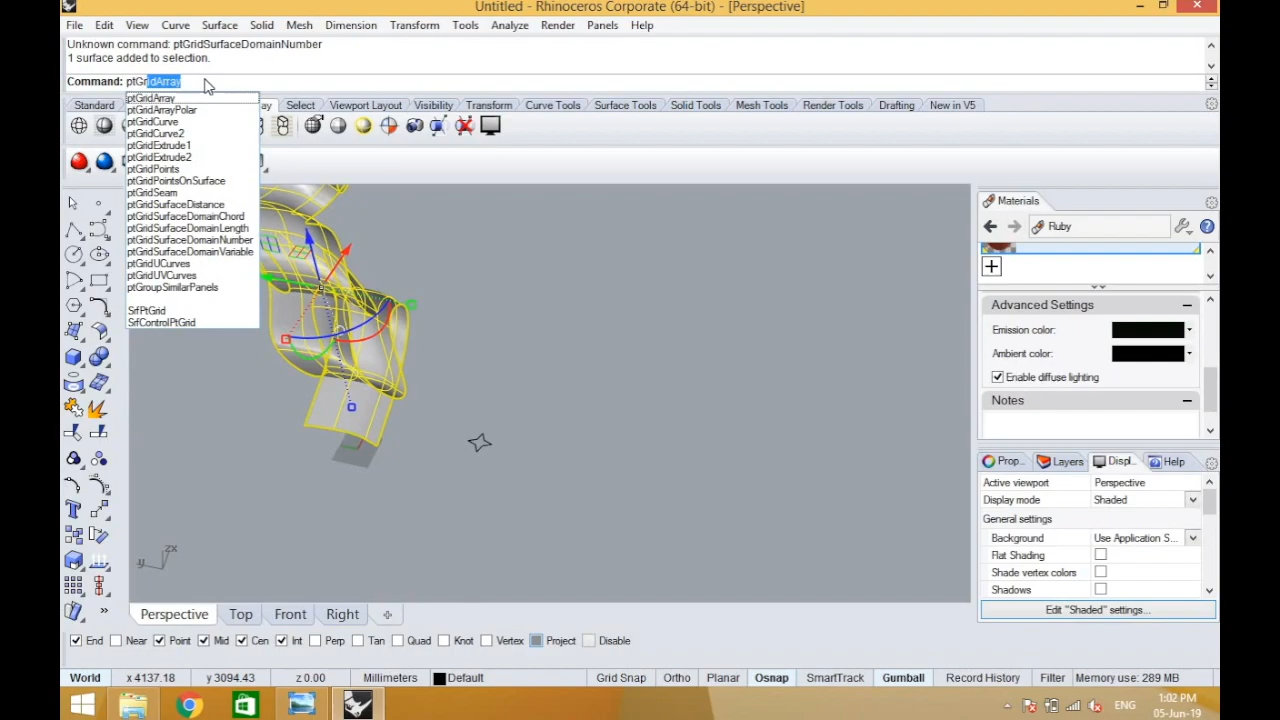 Untitled - Rhinoceros Corporate (64-bit) - [Perspective]
File Edit View Curve Surface Solid Mesh Dimension Transform Tools Analyze Render Panels Help
Unknown command: ptGridSurfaceDomainNumber
1 surface added to selection.
Command: ptGridArray
Standard ay Select Viewport Layout Visibility Transform Curve Tools Surface Tools Solid Tools Mesh Tools Render Tools Drafting New in V5
ptGridArray
ptGridArrayPolar
ptGridCurve
ptGridCurve2
ptGridExtrude1
ptGridExtrude2
ptGridPoints
ptGridPointsOnSurface
ptGridSeam
ptGridSurfaceDistance
ptGridSurfaceDomainChord
ptGridSurfaceDomainLength
ptGridSurfaceDomainNumber
ptGridSurfaceDomainVariable
ptGridUCurves
ptGridUVCurves
ptGroupSimilarPanels
SrfPtGrid
SrfControlPtGrid
Materials
Ruby
Advanced Settings
Emission color:
Ambient color:
Enable diffuse lighting
Notes
Prop... Layers Displ... Help
Active viewport Perspective
Display mode Shaded
General settings
Background Use Application S...
Flat Shading
Shade vertex colors
Shadows
Edit "Shaded" settings...
zx
y
Perspective Top Front Right
End Near Point Mid Cen Int Perp Tan Quad Knot Vertex Project Disable
World x 4137.18 y 3094.43 z 0.00 Millimeters Default Grid Snap Ortho Planar Osnap SmartTrack Gumball Record History Filter Memory use: 289 MB
ENG
1:02 PM
05-Jun-19